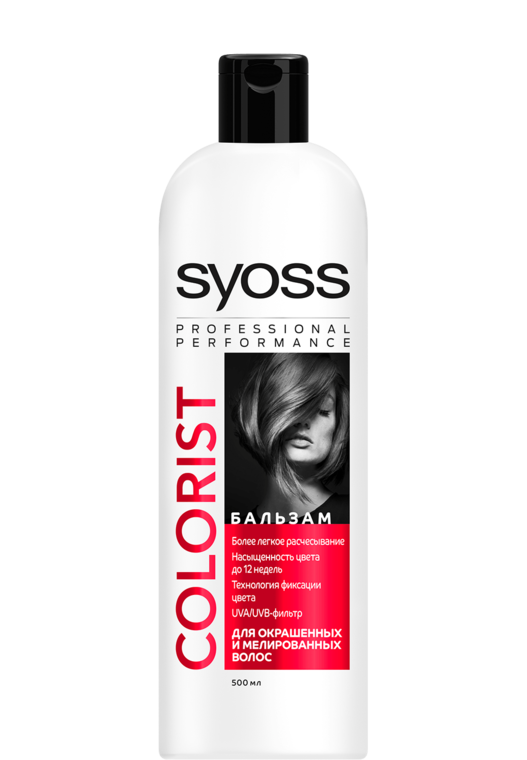 syoss
PROFESSIONAL
PERFORMANCE
COLORIST
БАЛЬЗАМ
Более легкое расчесывание
Насыщенность цвета
до 12 недель
Технология фиксации
цвета
UVA/UVB-фильтр
ДЛЯ ОКРАШЕННЫХ
И МЕЛИРОВАННЫХ
ВОЛОС
500 мл